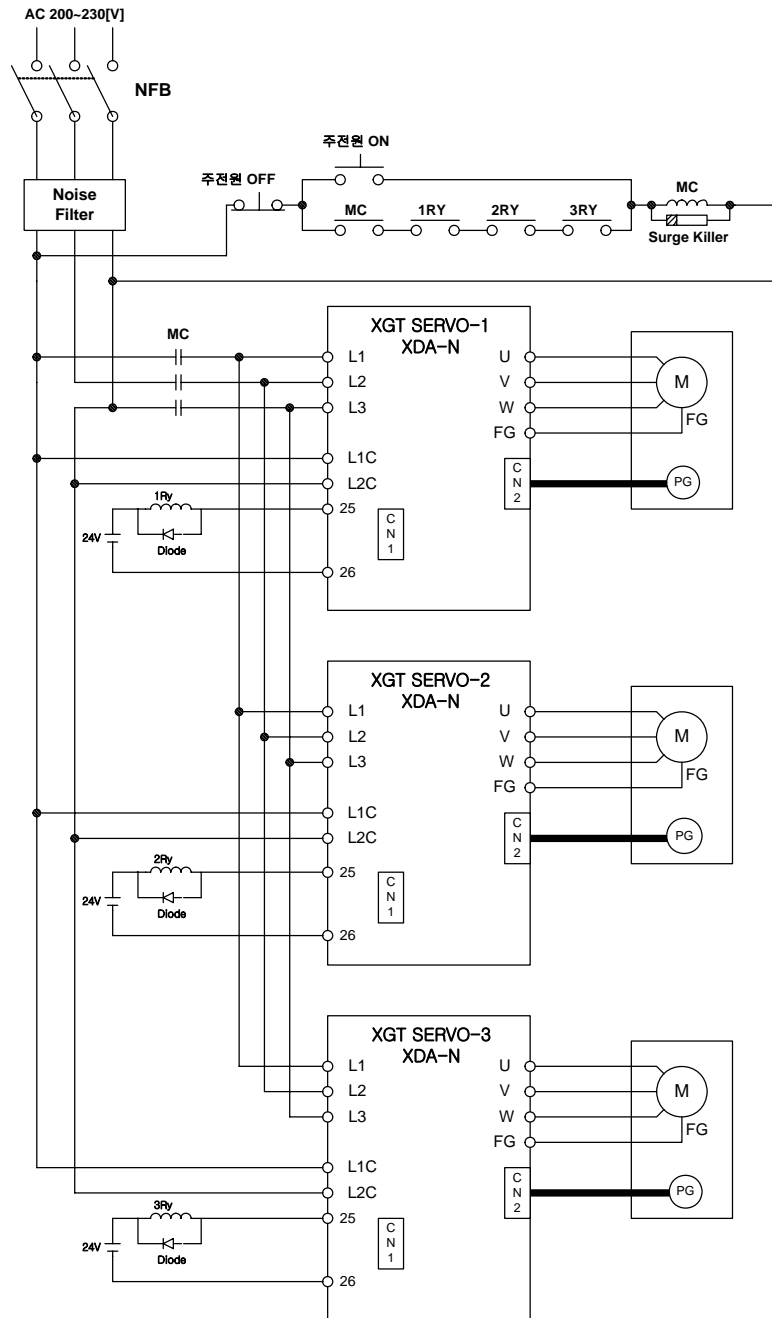 AC 200~230[V]
NFB
주전원 ON
주전원 OFF
Noise
Filter
MC 1RY 2RY 3RY
MC
Surge Killer
MC
XGT SERVO-1
XDA-N
L1
L2
L3
L1C
L2C
25
26
U
V
W
FG
C
N
2
C
N
1
1Ry
24V
Diode
M
FG
PG
XGT SERVO-2
XDA-N
L1
L2
L3
L1C
L2C
25
26
U
V
W
FG
C
N
2
C
N
1
2Ry
24V
Diode
M
FG
PG
XGT SERVO-3
XDA-N
L1
L2
L3
L1C
L2C
25
26
U
V
W
FG
C
N
2
C
N
1
3Ry
24V
Diode
M
FG
PG